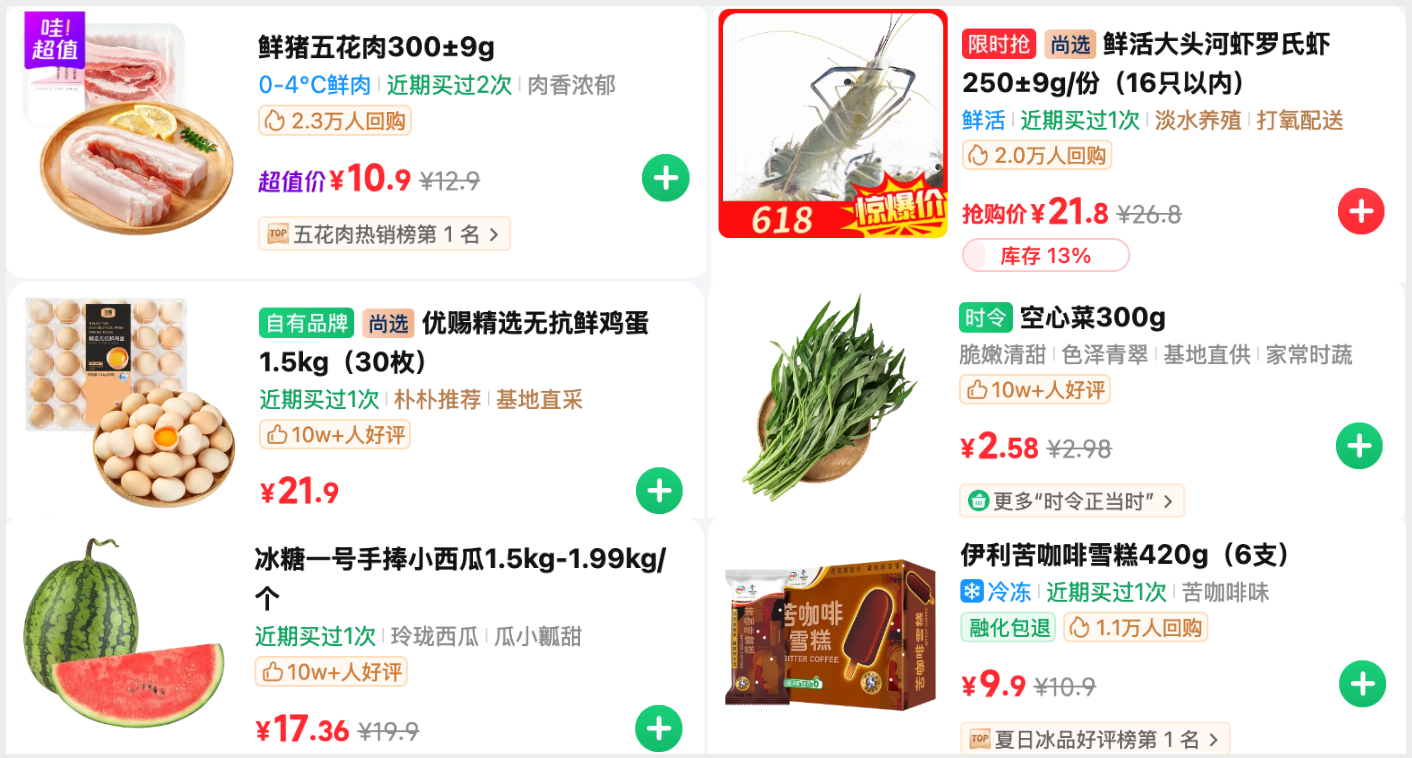 哇!
超值
鲜猪五花肉300±9g
0-4°C鲜肉 近期买过2次 肉香浓郁
2.3万人回购
超值价 ¥10.9 ¥12.9
TOP 五花肉热销榜第 1 名 >
618
惊爆价
限时抢 尚选 鲜活大头河虾罗氏虾
250±9g/份（16只以内）
鲜活 近期买过1次 淡水养殖 打氧配送
2.0万人回购
抢购价 ¥21.8 ¥26.8
库存 13%
自有品牌 尚选 优赐精选无抗鲜鸡蛋
1.5kg（30枚）
近期买过1次 朴朴推荐 基地直采
10w+人好评
¥21.9
时令 空心菜300g
脆嫩清甜 色泽青翠 基地直供 家常时蔬
10w+人好评
¥2.58 ¥2.98
更多“时令正当时” >
冰糖一号手捧小西瓜1.5kg-1.99kg/
个
近期买过1次 玲珑西瓜 瓜小瓤甜
10w+人好评
¥17.36 ¥19.9
苦咖啡
雪糕
BITTER COFFEE
苦咖啡雪糕
伊利苦咖啡雪糕420g（6支）
冷冻 近期买过1次 苦咖啡味
融化包退 1.1万人回购
¥9.9 ¥10.9
TOP 夏日冰品好评榜第 1 名 >